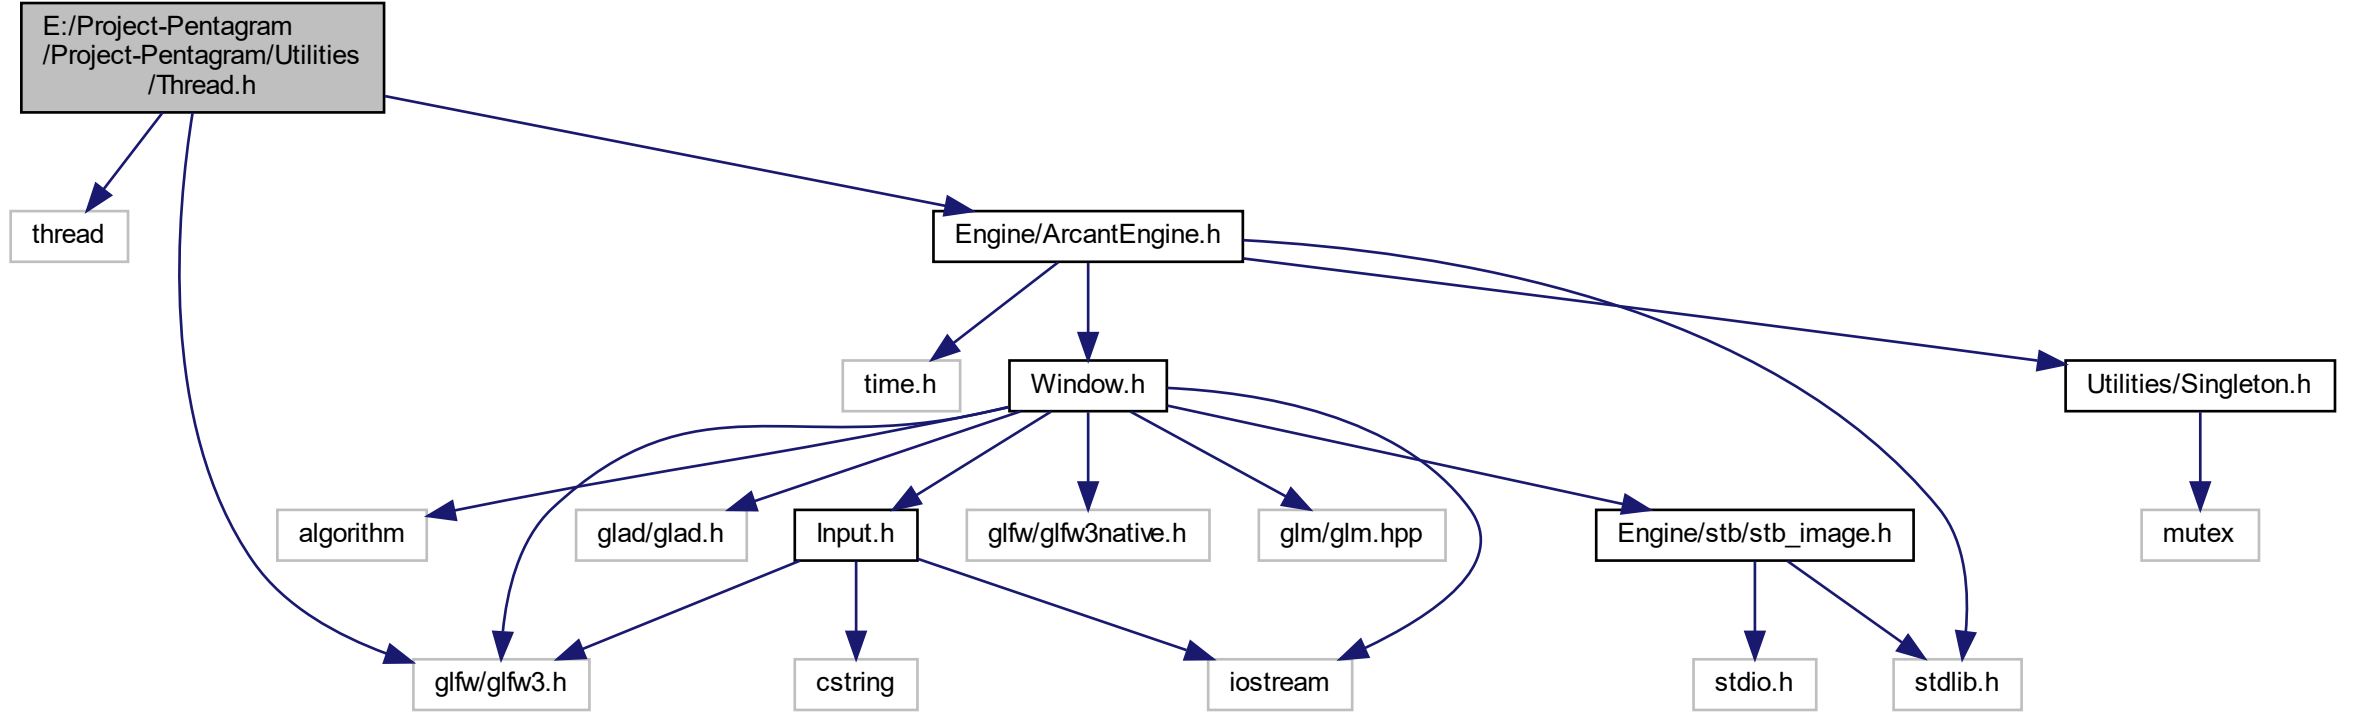 E:/Project-Pentagram
/Project-Pentagram/Utilities
/Thread.h
thread
Engine/ArcantEngine.h
time.h
Window.h
Utilities/Singleton.h
algorithm
glad/glad.h
Input.h
glfw/glfw3native.h
glm/glm.hpp
Engine/stb/stb_image.h
mutex
glfw/glfw3.h
cstring
iostream
stdio.h
stdlib.h